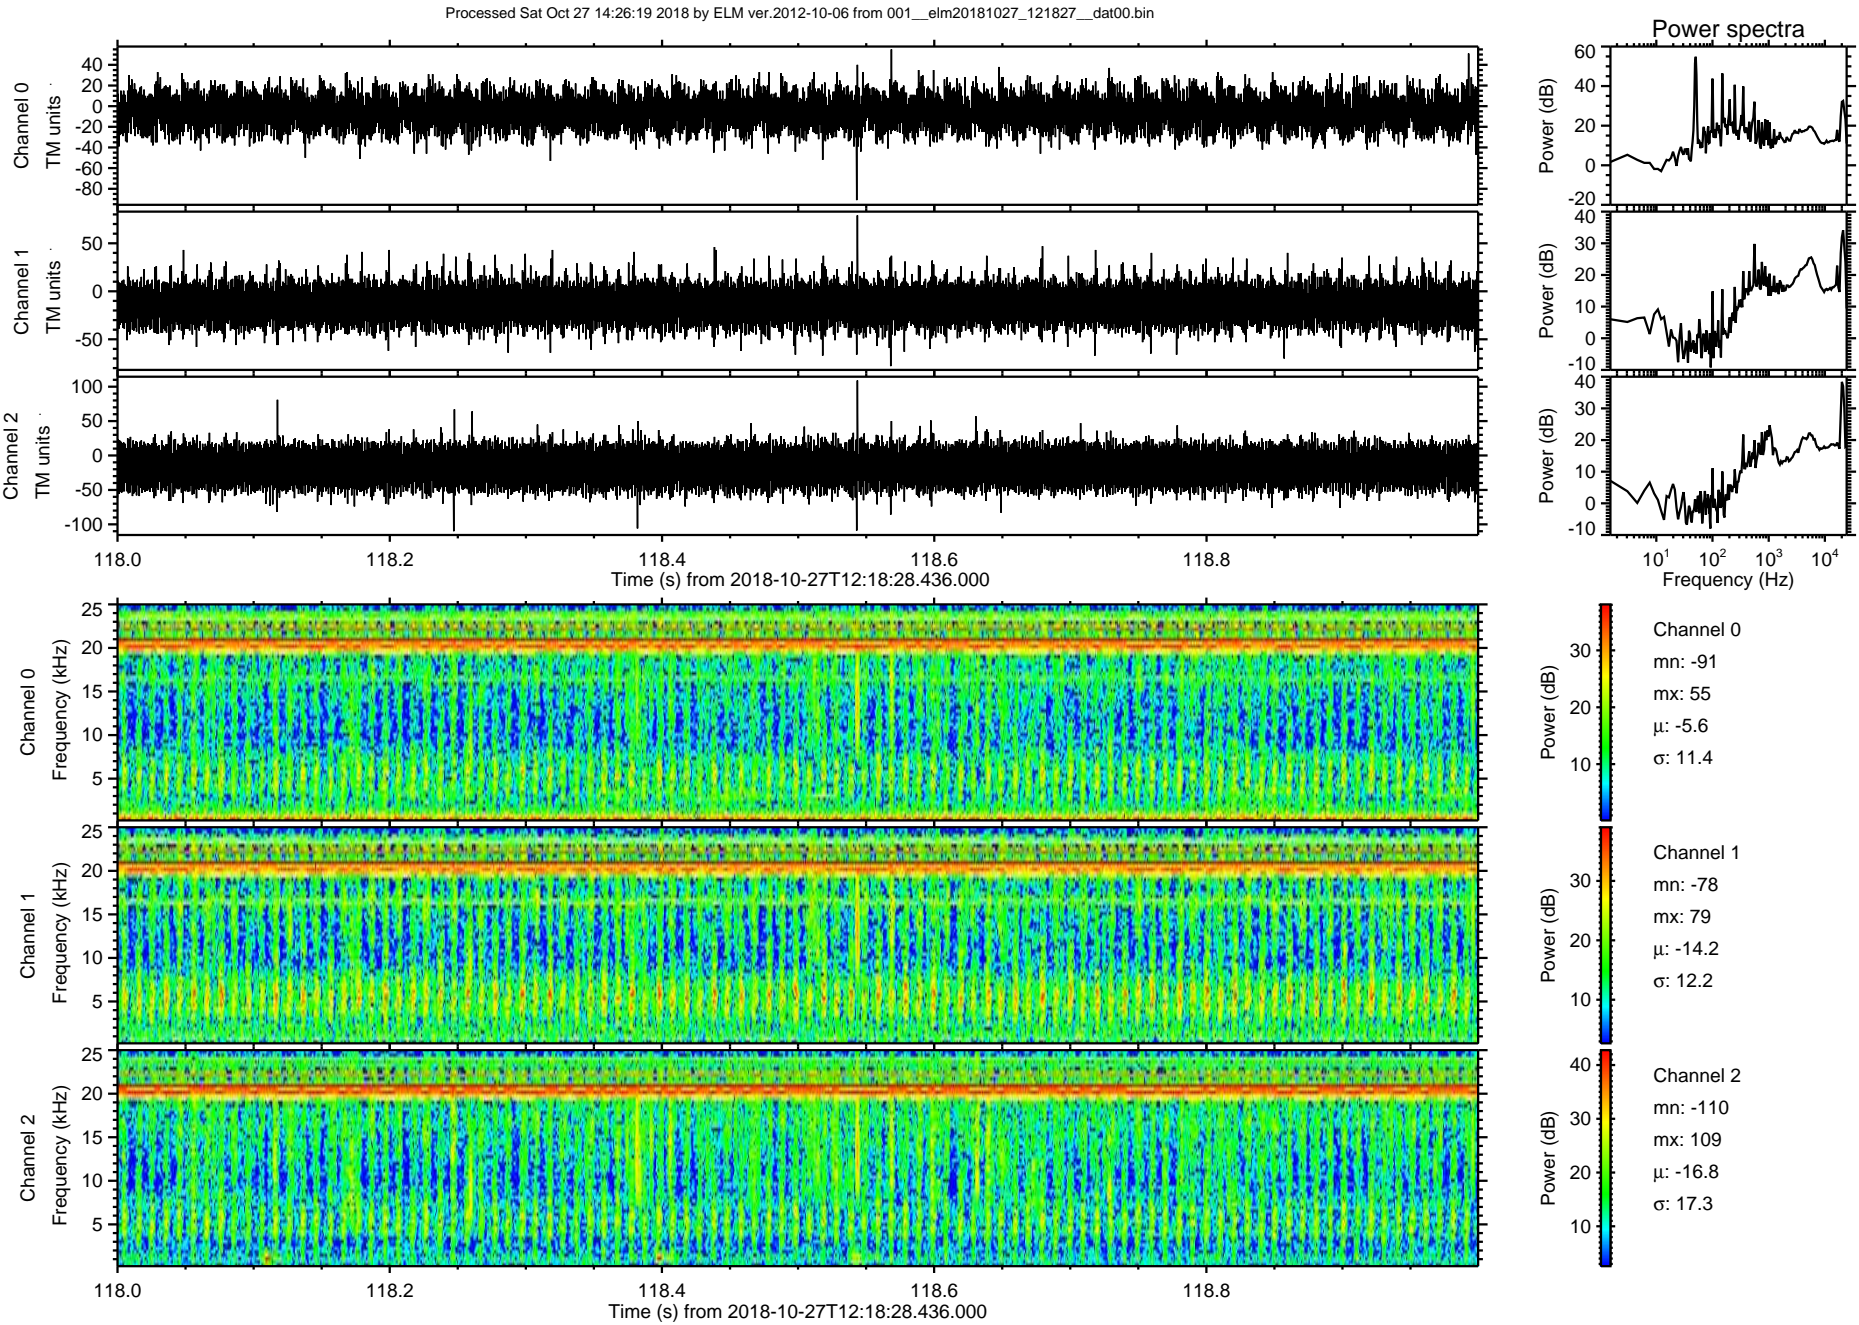 Processed Sat Oct 27 14:26:19 2018 by ELM ver.2012-10-06 from 001__elm20181027_121827__dat00.bin
Power spectra
Channel 0
TM units
40
20
0
-20
-40
-60
-80
Power (dB)
60
40
20
0
-20
Channel 1
TM units
50
0
-50
Power (dB)
40
30
20
10
0
-10
Channel 2
TM units
100
50
0
-50
-100
Power (dB)
40
30
20
10
0
-10
118.0 118.2 118.4 118.6 118.8
Time (s) from 2018-10-27T12:18:28.436.000
10¹ 10² 10³ 10⁴
Frequency (Hz)
Channel 0
Frequency (kHz)
25
20
15
10
5
Power (dB)
30
20
10
Channel 0
mn: -91
mx: 55
μ: -5.6
σ: 11.4
Channel 1
Frequency (kHz)
25
20
15
10
5
Power (dB)
30
20
10
Channel 1
mn: -78
mx: 79
μ: -14.2
σ: 12.2
Channel 2
Frequency (kHz)
25
20
15
10
5
Power (dB)
40
30
20
10
Channel 2
mn: -110
mx: 109
μ: -16.8
σ: 17.3
118.0 118.2 118.4 118.6 118.8
Time (s) from 2018-10-27T12:18:28.436.000